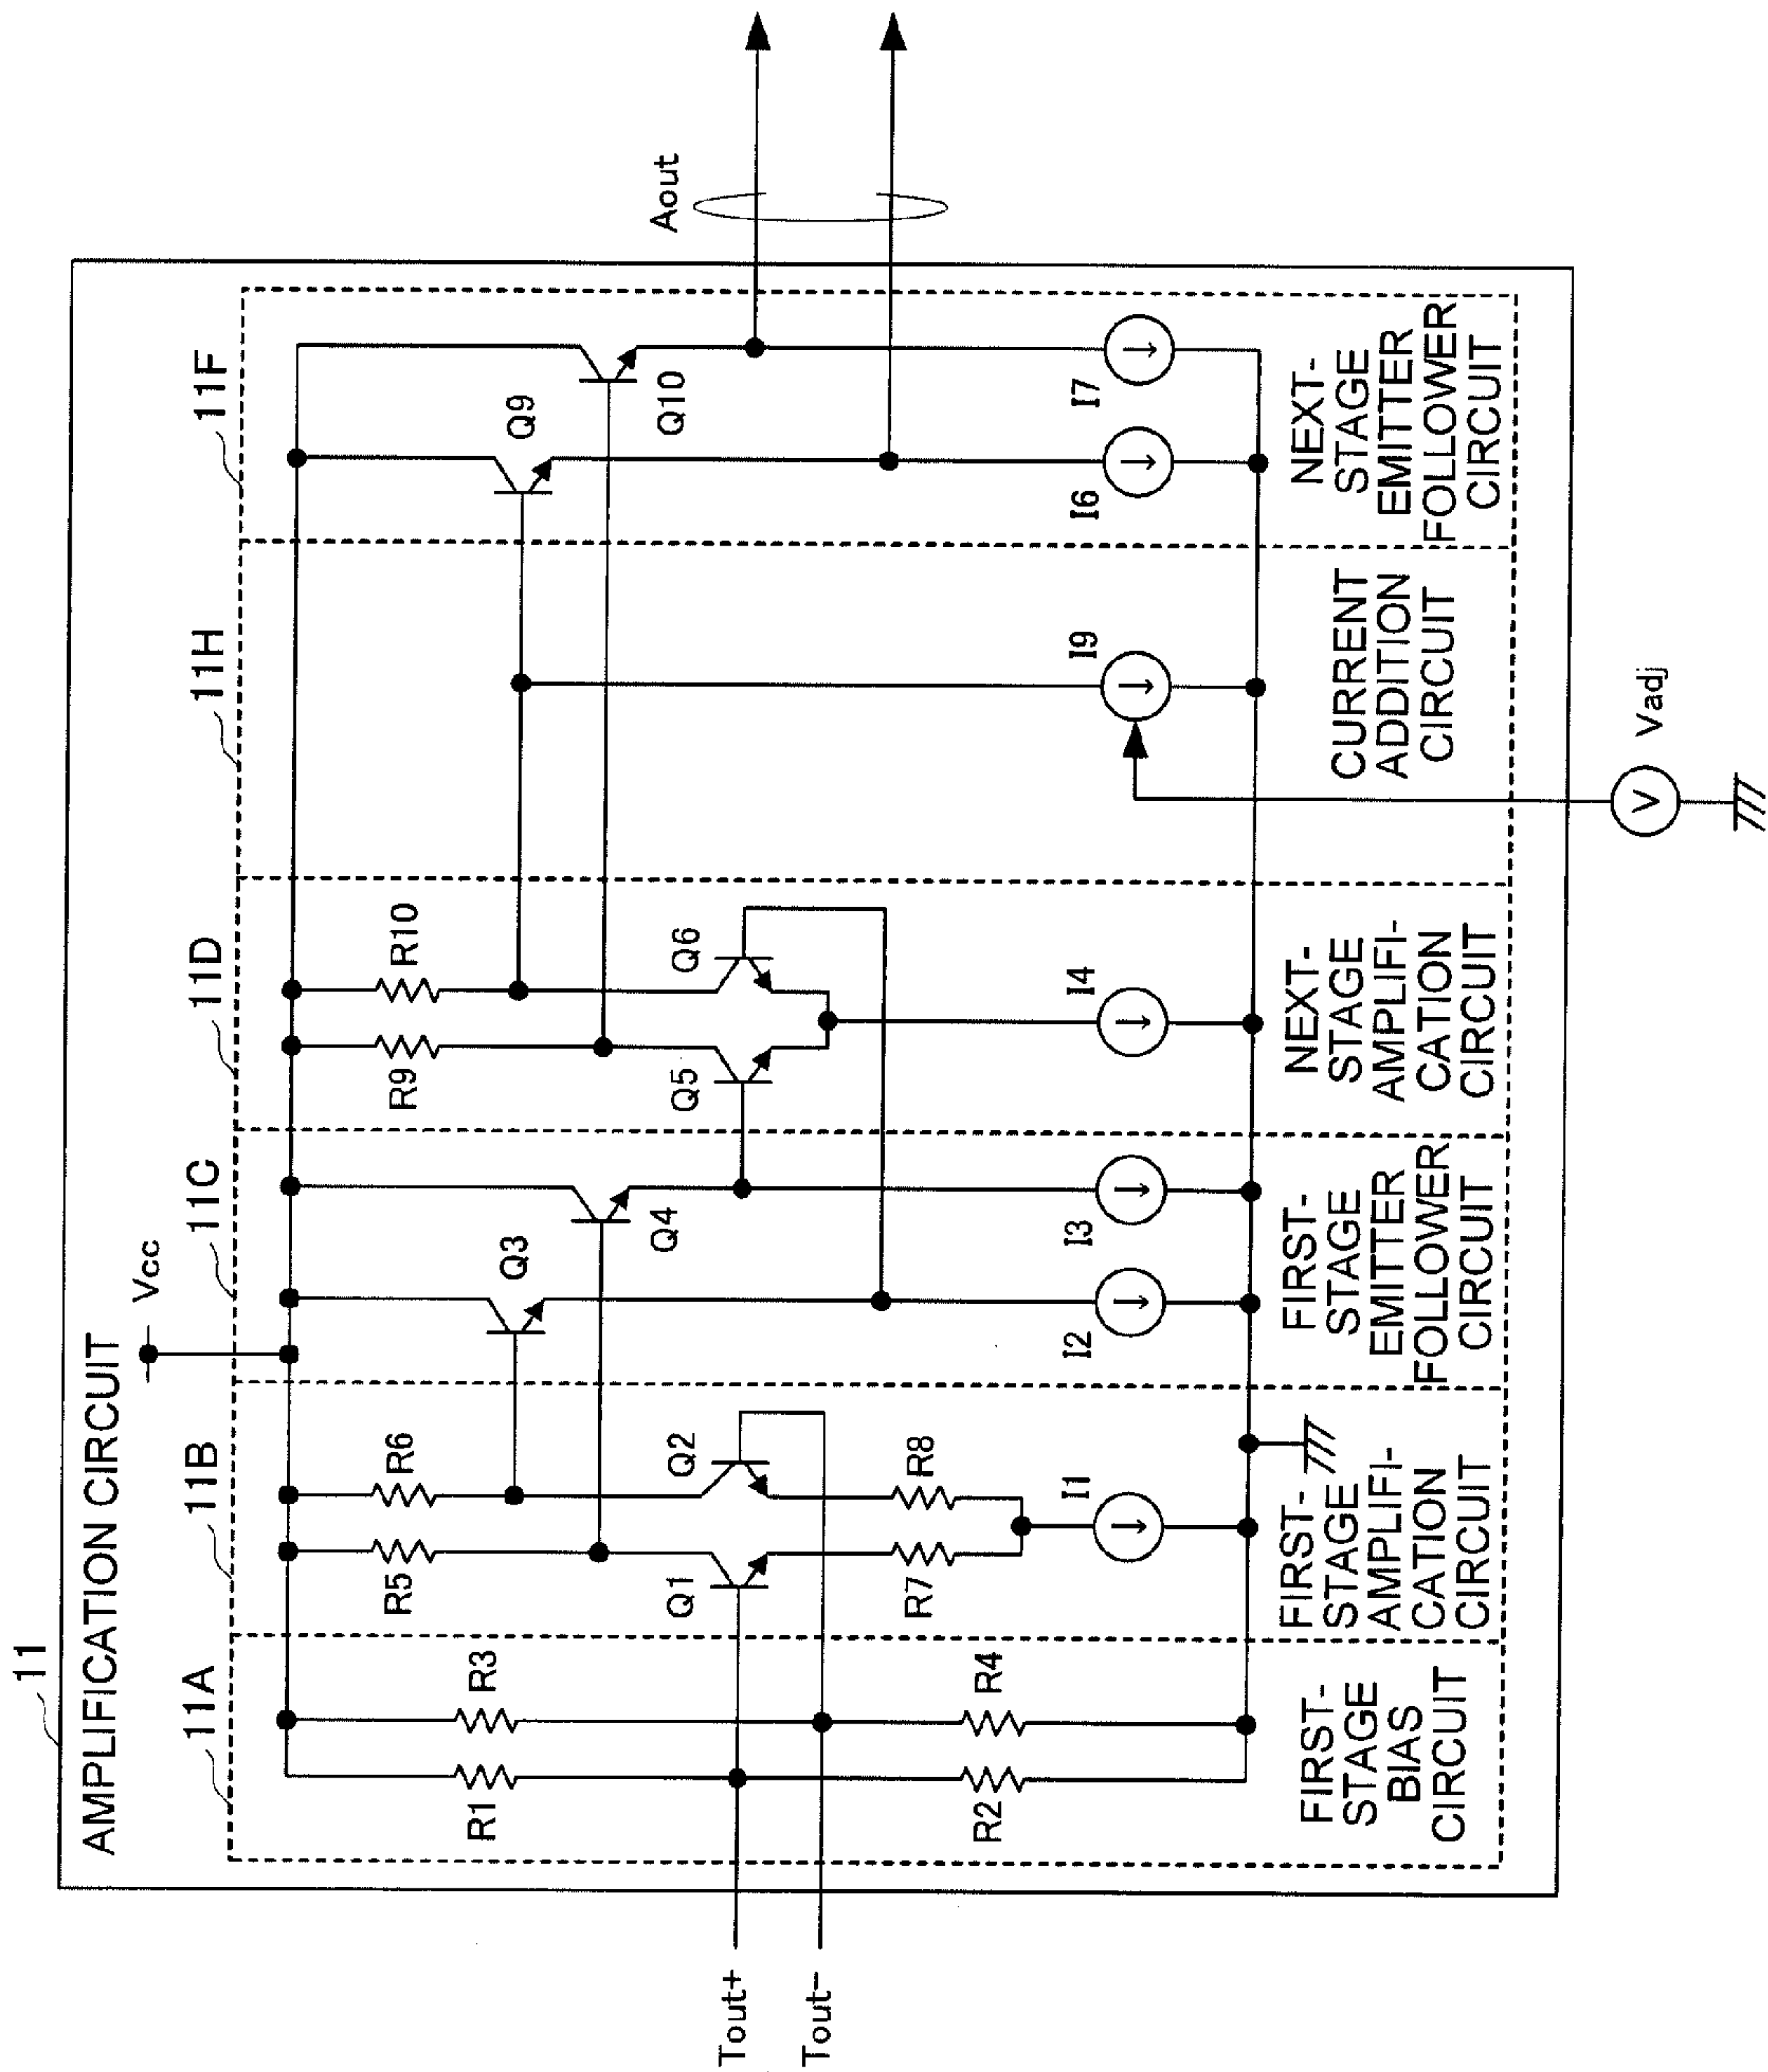 11
AMPLIFICATION CIRCUIT
Vcc
11A
11B
11C
11D
11H
11F
R1
R3
R5
R6
Q3
Q4
R9
R10
Q9
Q10
Aout
Tout+
Tout-
Q1
Q2
Q5
Q6
R2
R4
R7
R8
I1
I2
I3
I4
I9
I6
I7
FIRST-
STAGE
BIAS
CIRCUIT
FIRST-
STAGE
AMPLIFI-
CATION
CIRCUIT
FIRST-
STAGE
EMITTER
FOLLOWER
CIRCUIT
NEXT-
STAGE
AMPLIFI-
CATION
CIRCUIT
CURRENT
ADDITION
CIRCUIT
NEXT-
STAGE
EMITTER
FOLLOWER
CIRCUIT
V
Vadj